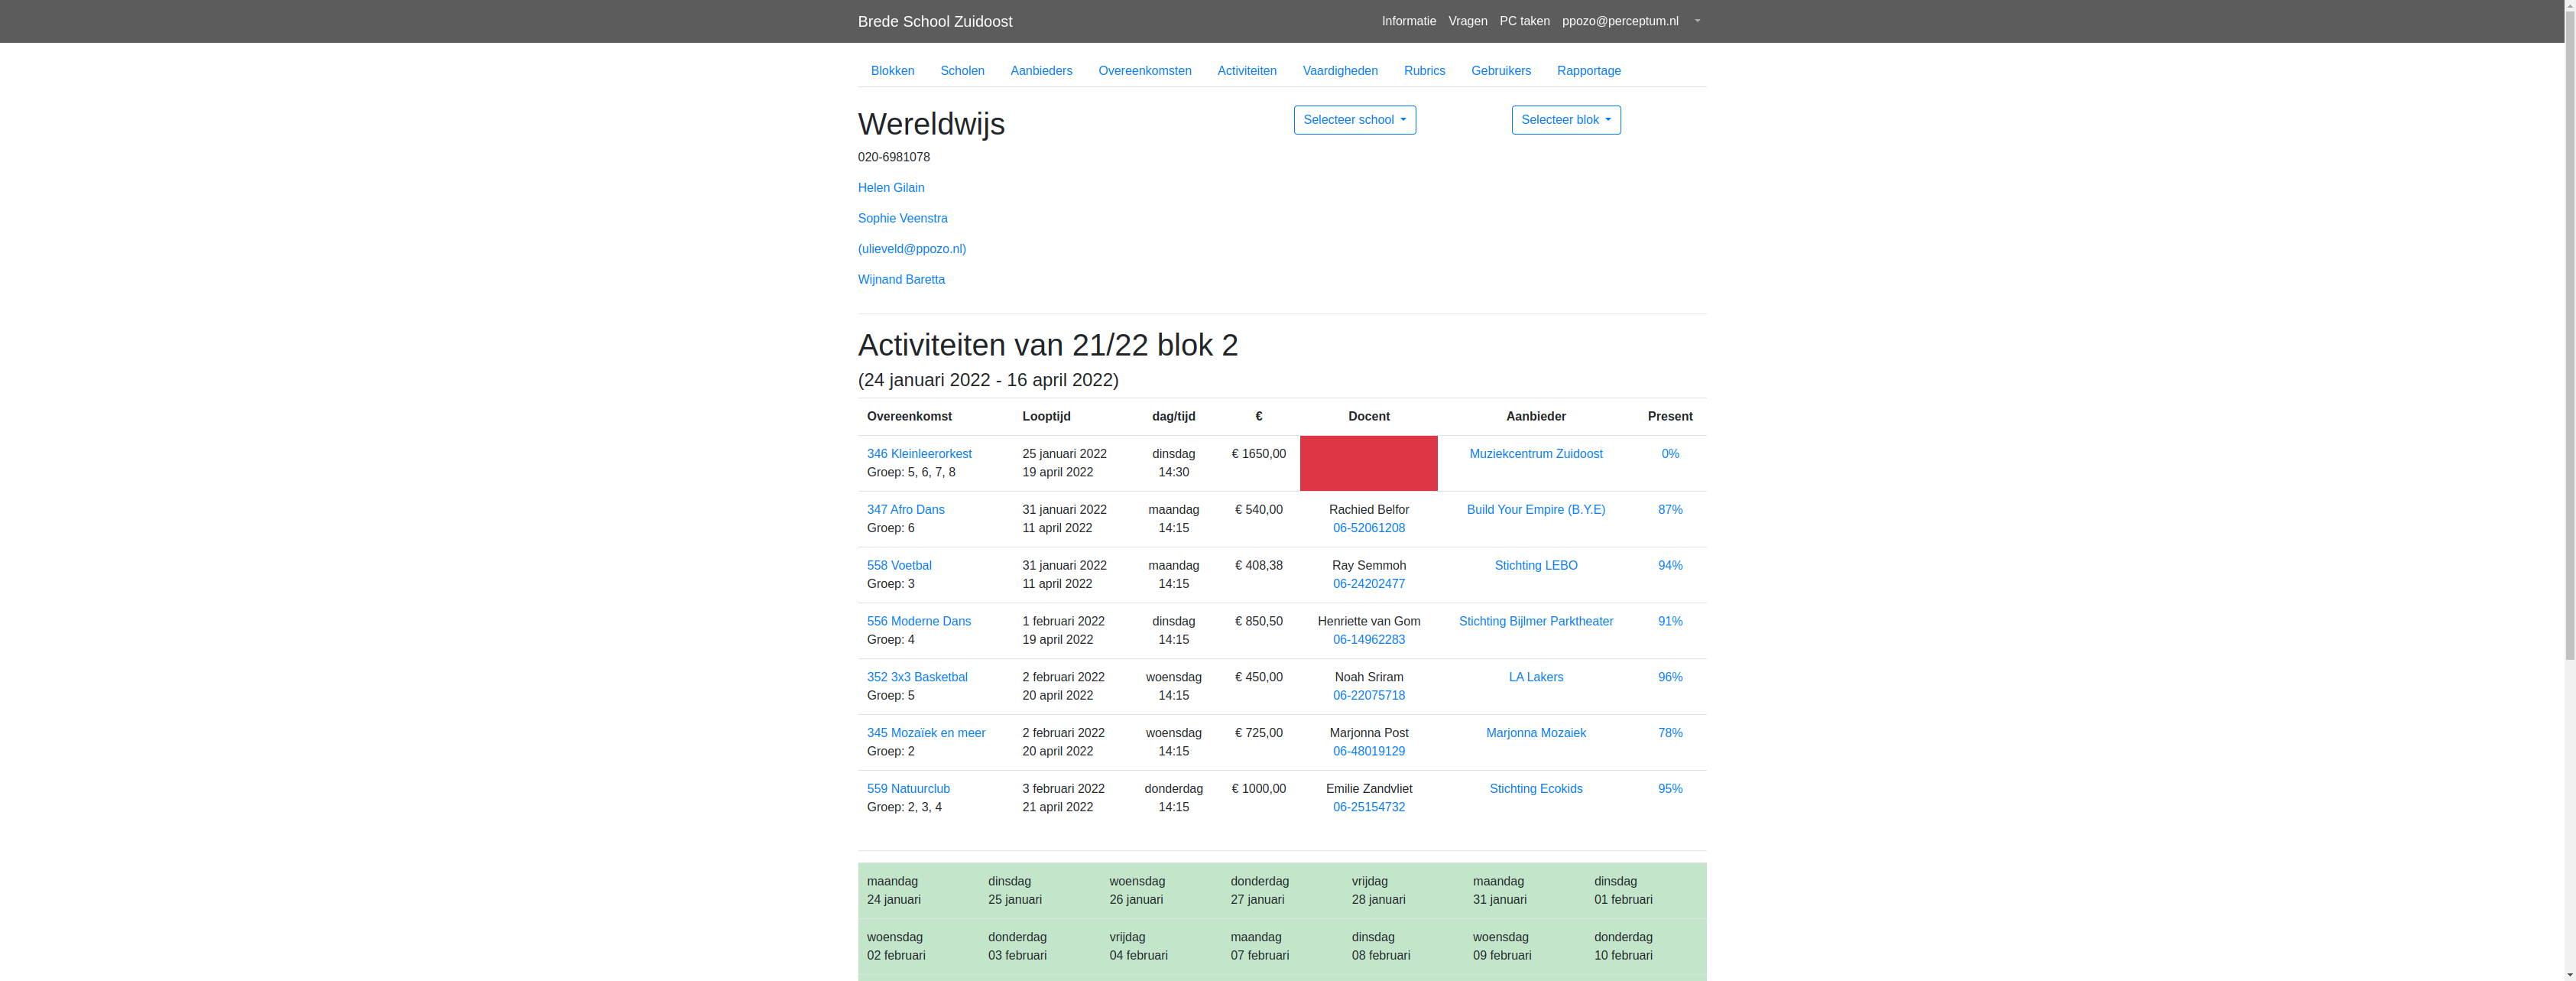 Brede School Zuidoost
Informatie Vragen PC taken ppozo@perceptum.nl
Blokken Scholen Aanbieders Overeenkomsten Activiteiten Vaardigheden Rubrics Gebruikers Rapportage
Wereldwijs Selecteer school Selecteer blok
020-6981078
Helen Gilain
Sophie Veenstra
(ulieveld@ppozo.nl)
Wijnand Baretta
Activiteiten van 21/22 blok 2
(24 januari 2022 - 16 april 2022)
Overeenkomst Looptijd dag/tijd € Docent Aanbieder Present
346 Kleinleerorkest 25 januari 2022 dinsdag € 1650,00 Muziekcentrum Zuidoost 0%
Groep: 5, 6, 7, 8 19 april 2022 14:30
347 Afro Dans 31 januari 2022 maandag € 540,00 Rachied Belfor Build Your Empire (B.Y.E) 87%
Groep: 6 11 april 2022 14:15 06-52061208
558 Voetbal 31 januari 2022 maandag € 408,38 Ray Semmoh Stichting LEBO 94%
Groep: 3 11 april 2022 14:15 06-24202477
556 Moderne Dans 1 februari 2022 dinsdag € 850,50 Henriette van Gom Stichting Bijlmer Parktheater 91%
Groep: 4 19 april 2022 14:15 06-14962283
352 3x3 Basketbal 2 februari 2022 woensdag € 450,00 Noah Sriram LA Lakers 96%
Groep: 5 20 april 2022 14:15 06-22075718
345 Mozaïek en meer 2 februari 2022 woensdag € 725,00 Marjonna Post Marjonna Mozaiek 78%
Groep: 2 20 april 2022 14:15 06-48019129
559 Natuurclub 3 februari 2022 donderdag € 1000,00 Emilie Zandvliet Stichting Ecokids 95%
Groep: 2, 3, 4 21 april 2022 14:15 06-25154732
maandag dinsdag woensdag donderdag vrijdag maandag dinsdag
24 januari 25 januari 26 januari 27 januari 28 januari 31 januari 01 februari
woensdag donderdag vrijdag maandag dinsdag woensdag donderdag
02 februari 03 februari 04 februari 07 februari 08 februari 09 februari 10 februari